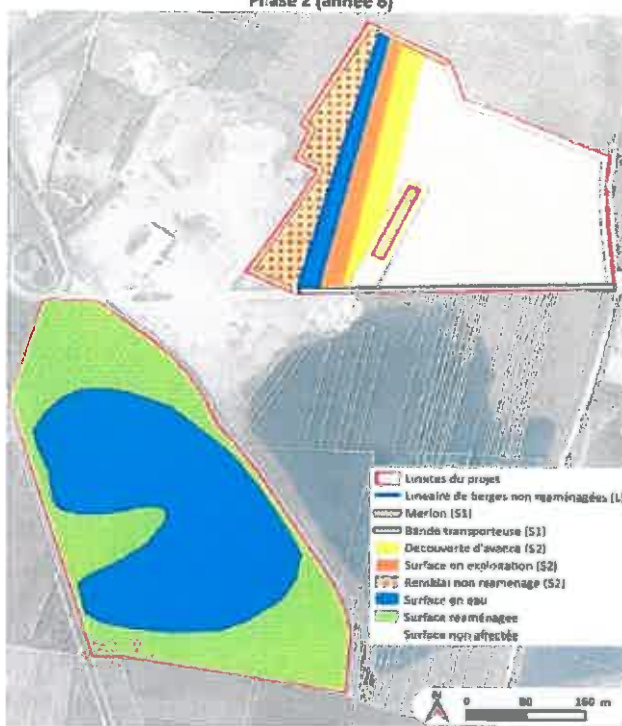 Phase 2 (année 8)
Limites du projet
Linéaire de berges non réaménagées (L)
Merlon (S1)
Bande transporteuse (S1)
Découverte d'avance (S2)
Surface en exploitation (S2)
Remblai non réaménagé (S2)
Surface en eau
Surface réaménagée
Surface non affectée
N
0 80 160 m